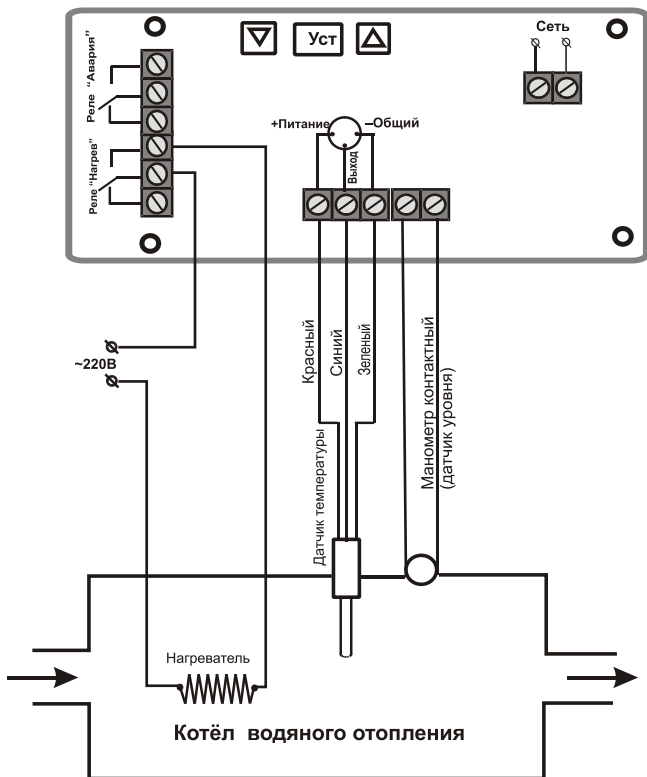 Сеть
Уст
Реле "Авария"
Реле "Нагрев"
+Питание
–Общий
Выход
Красный
Синий
Зеленый
Манометр контактный
(датчик уровня)
~220В
Датчик температуры
Нагреватель
Котёл водяного отопления